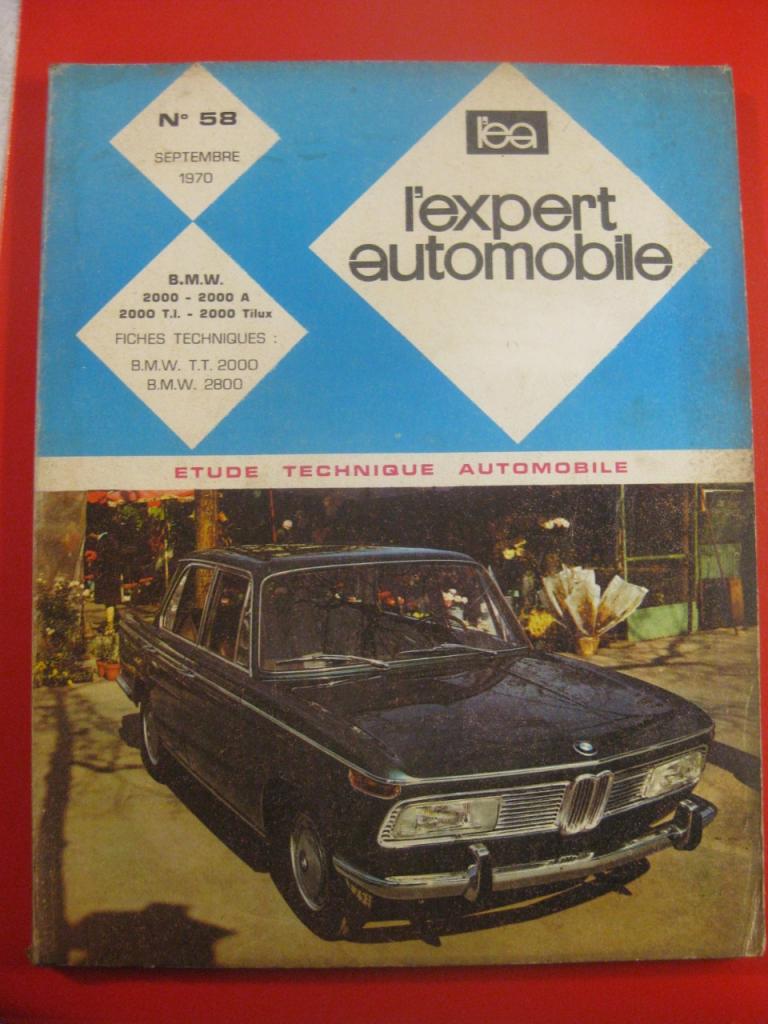 N° 58
SEPTEMBRE
1970
l'ea
l'expert
automobile
B.M.W.
2000 - 2000 A
2000 T.I. - 2000 Tilux
FICHES TECHNIQUES :
B.M.W. T.T. 2000
B.M.W. 2800
ETUDE TECHNIQUE AUTOMOBILE